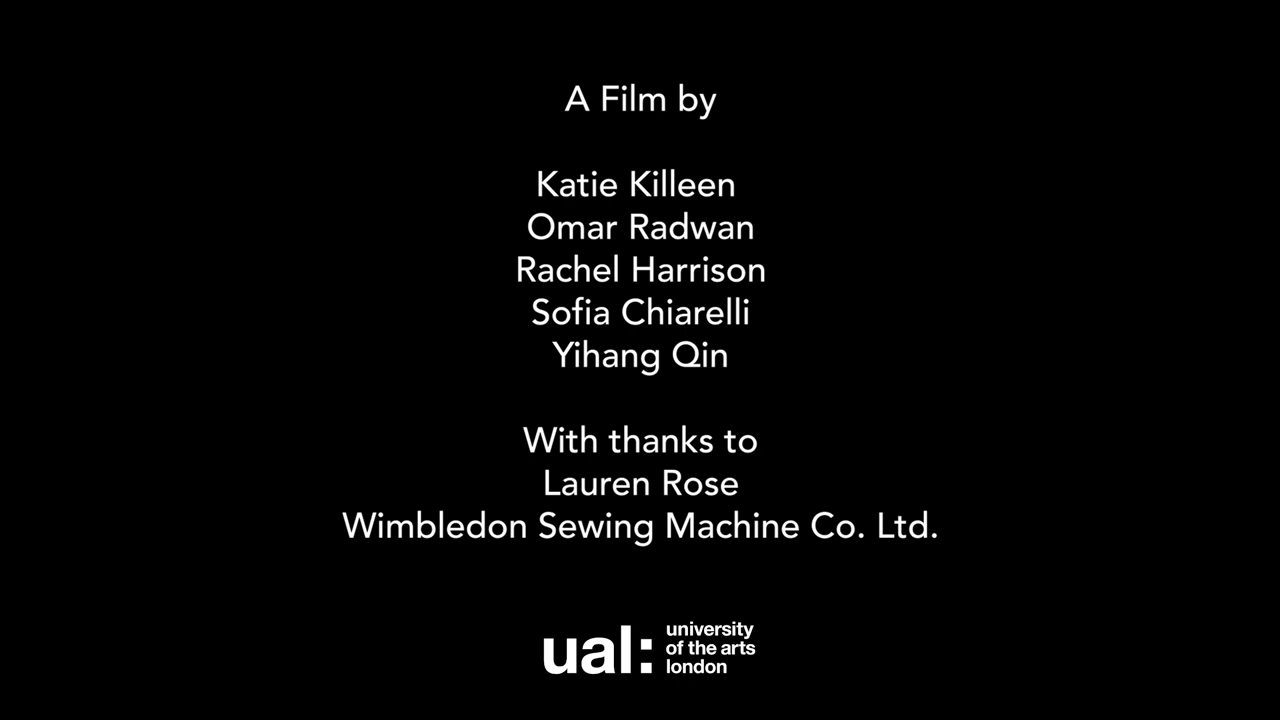 A Film by
Katie Killeen
Omar Radwan
Rachel Harrison
Sofia Chiarelli
Yihang Qin
With thanks to
Lauren Rose
Wimbledon Sewing Machine Co. Ltd.
ual:
university
of the arts
london